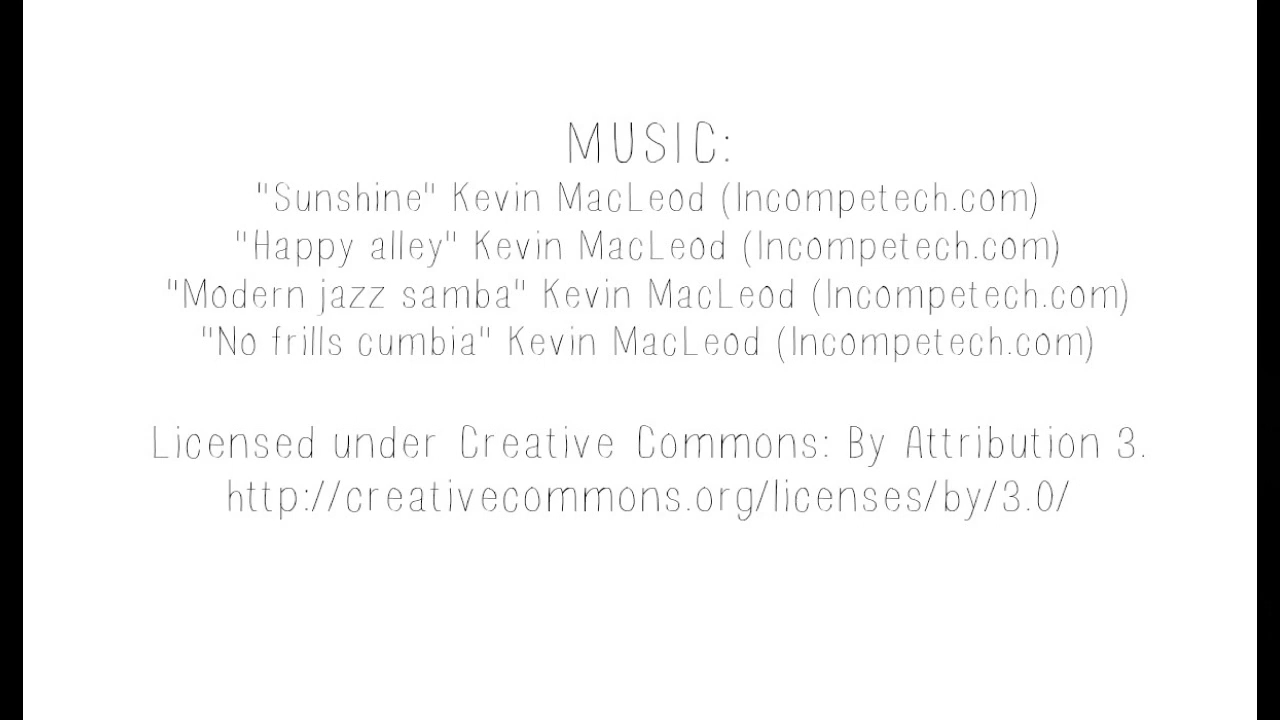 MUSIC:
"Sunshine" Kevin MacLeod (Incompetech.com)
"Happy alley" Kevin MacLeod (Incompetech.com)
"Modern jazz samba" Kevin MacLeod (Incompetech.com)
"No frills cumbia" Kevin MacLeod (Incompetech.com)
Licensed under Creative Commons: By Attribution 3.
http://creativecommons.org/licenses/by/3.0/